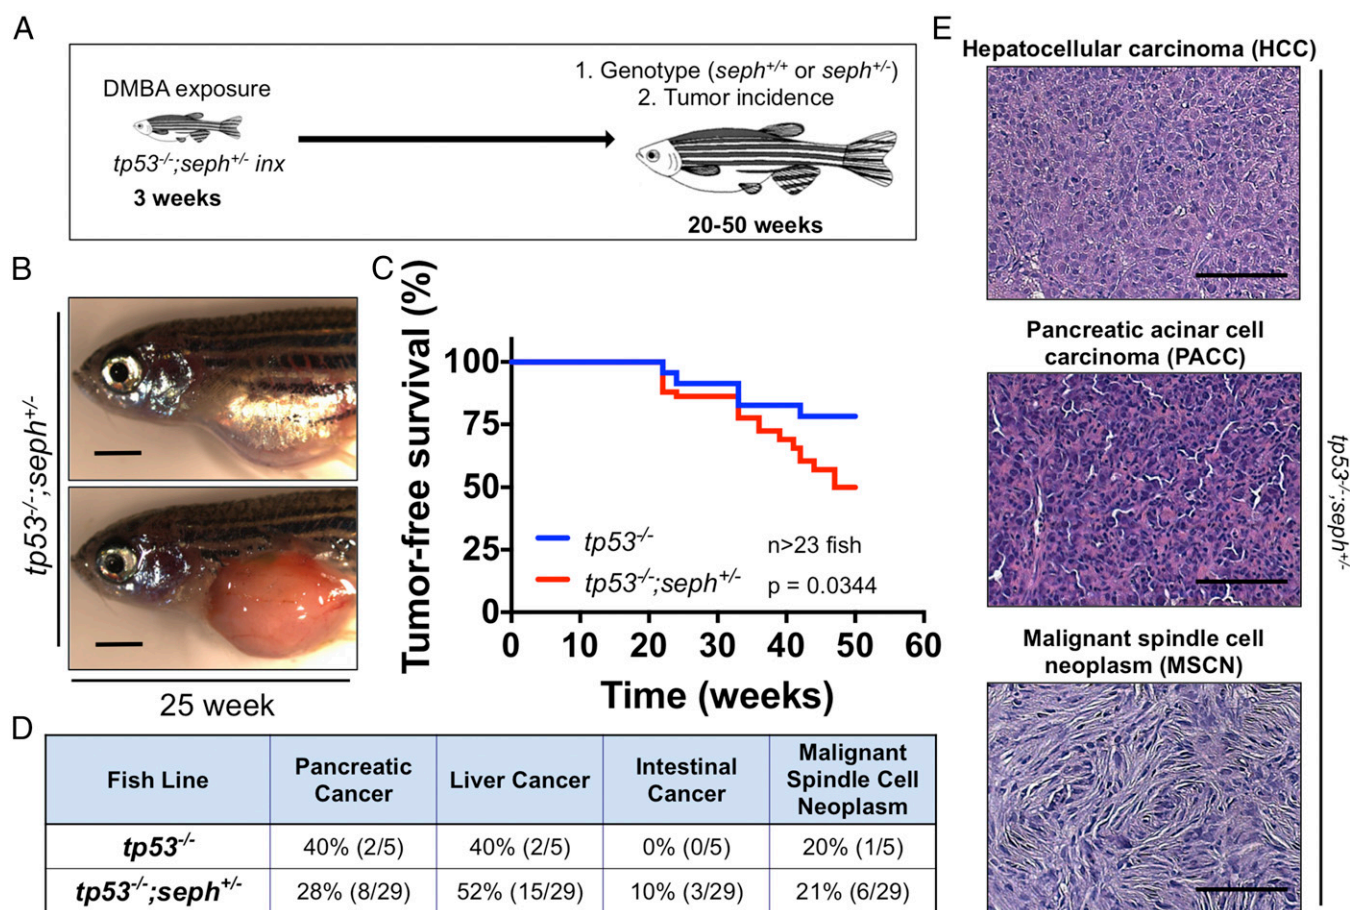 A
DMBA exposure
tp53-/-;seph+/- inx
3 weeks
1. Genotype (seph+/+ or seph+/-)
2. Tumor incidence
20-50 weeks
B
tp53-/-;seph+/-
25 week
C
Tumor-free survival (%)
100
75
50
25
0
tp53-/-
n>23 fish
tp53-/-;seph+/-
p = 0.0344
0 10 20 30 40 50 60
Time (weeks)
D
Fish Line
Pancreatic
Cancer
Liver Cancer
Intestinal
Cancer
Malignant
Spindle Cell
Neoplasm
tp53-/-
40% (2/5)
40% (2/5)
0% (0/5)
20% (1/5)
tp53-/-;seph+/-
28% (8/29)
52% (15/29)
10% (3/29)
21% (6/29)
E
Hepatocellular carcinoma (HCC)
Pancreatic acinar cell
carcinoma (PACC)
Malignant spindle cell
neoplasm (MSCN)
tp53-/-;seph+/-